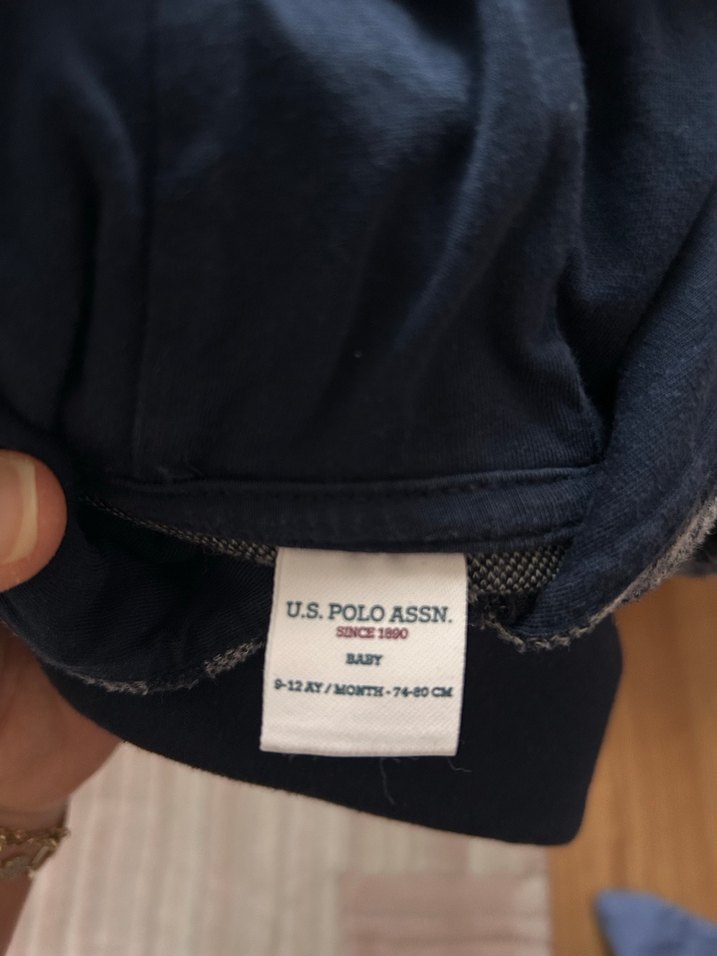 U.S. POLO ASSN.
SINCE 1890
BABY
9-12 AY / MONTH - 74-80 CM